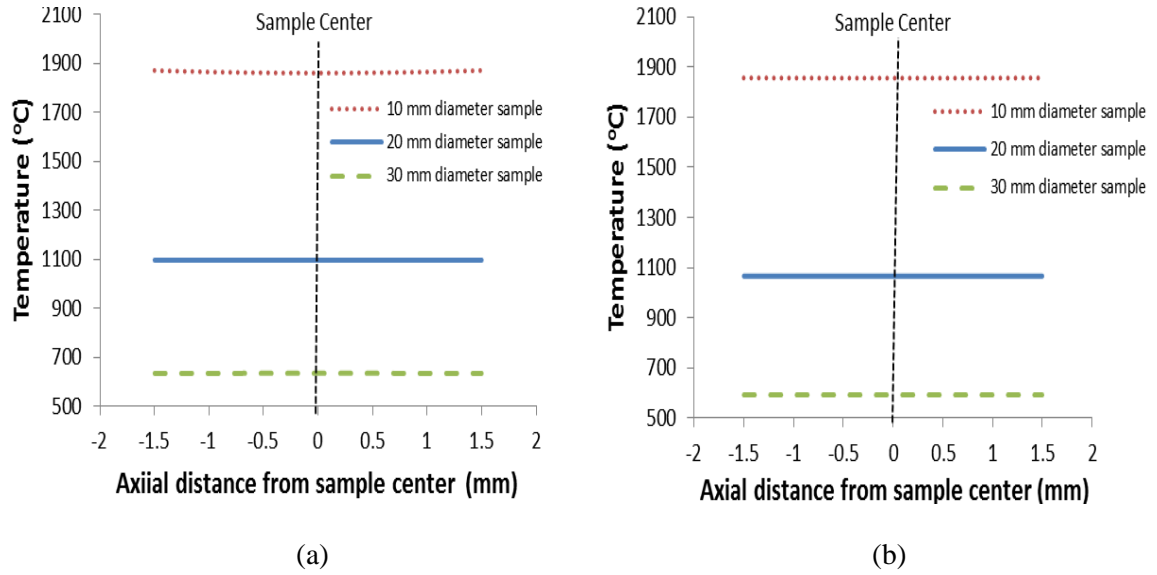 Sample Center
2100
1900
1700
1500
1300
1100
900
700
500
Temperature (°C)
10 mm diameter sample
20 mm diameter sample
30 mm diameter sample
-2 -1.5 -1 -0.5 0 0.5 1 1.5 2
Axiial distance from sample center (mm)
(a)
Sample Center
2100
1900
1700
1500
1300
1100
900
700
500
Temperature (°C)
10 mm diameter sample
20 mm diameter sample
30 mm diameter sample
-2 -1.5 -1 -0.5 0 0.5 1 1.5 2
Axial distance from sample center (mm)
(b)